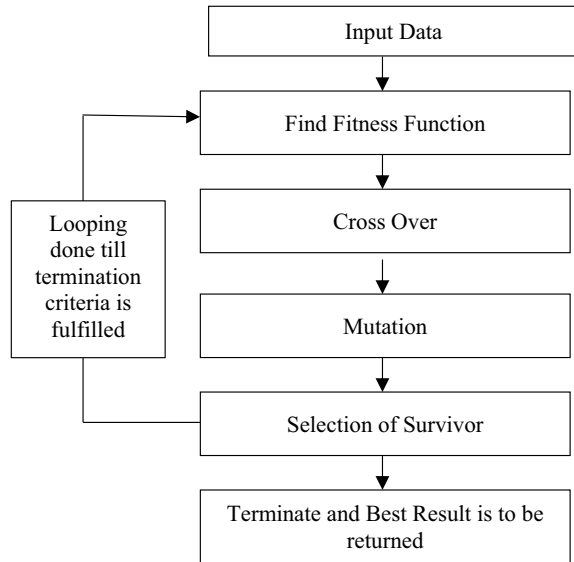 Input Data
Find Fitness Function
Cross Over
Looping
done till
termination
criteria is
fulfilled
Mutation
Selection of Survivor
Terminate and Best Result is to be
returned